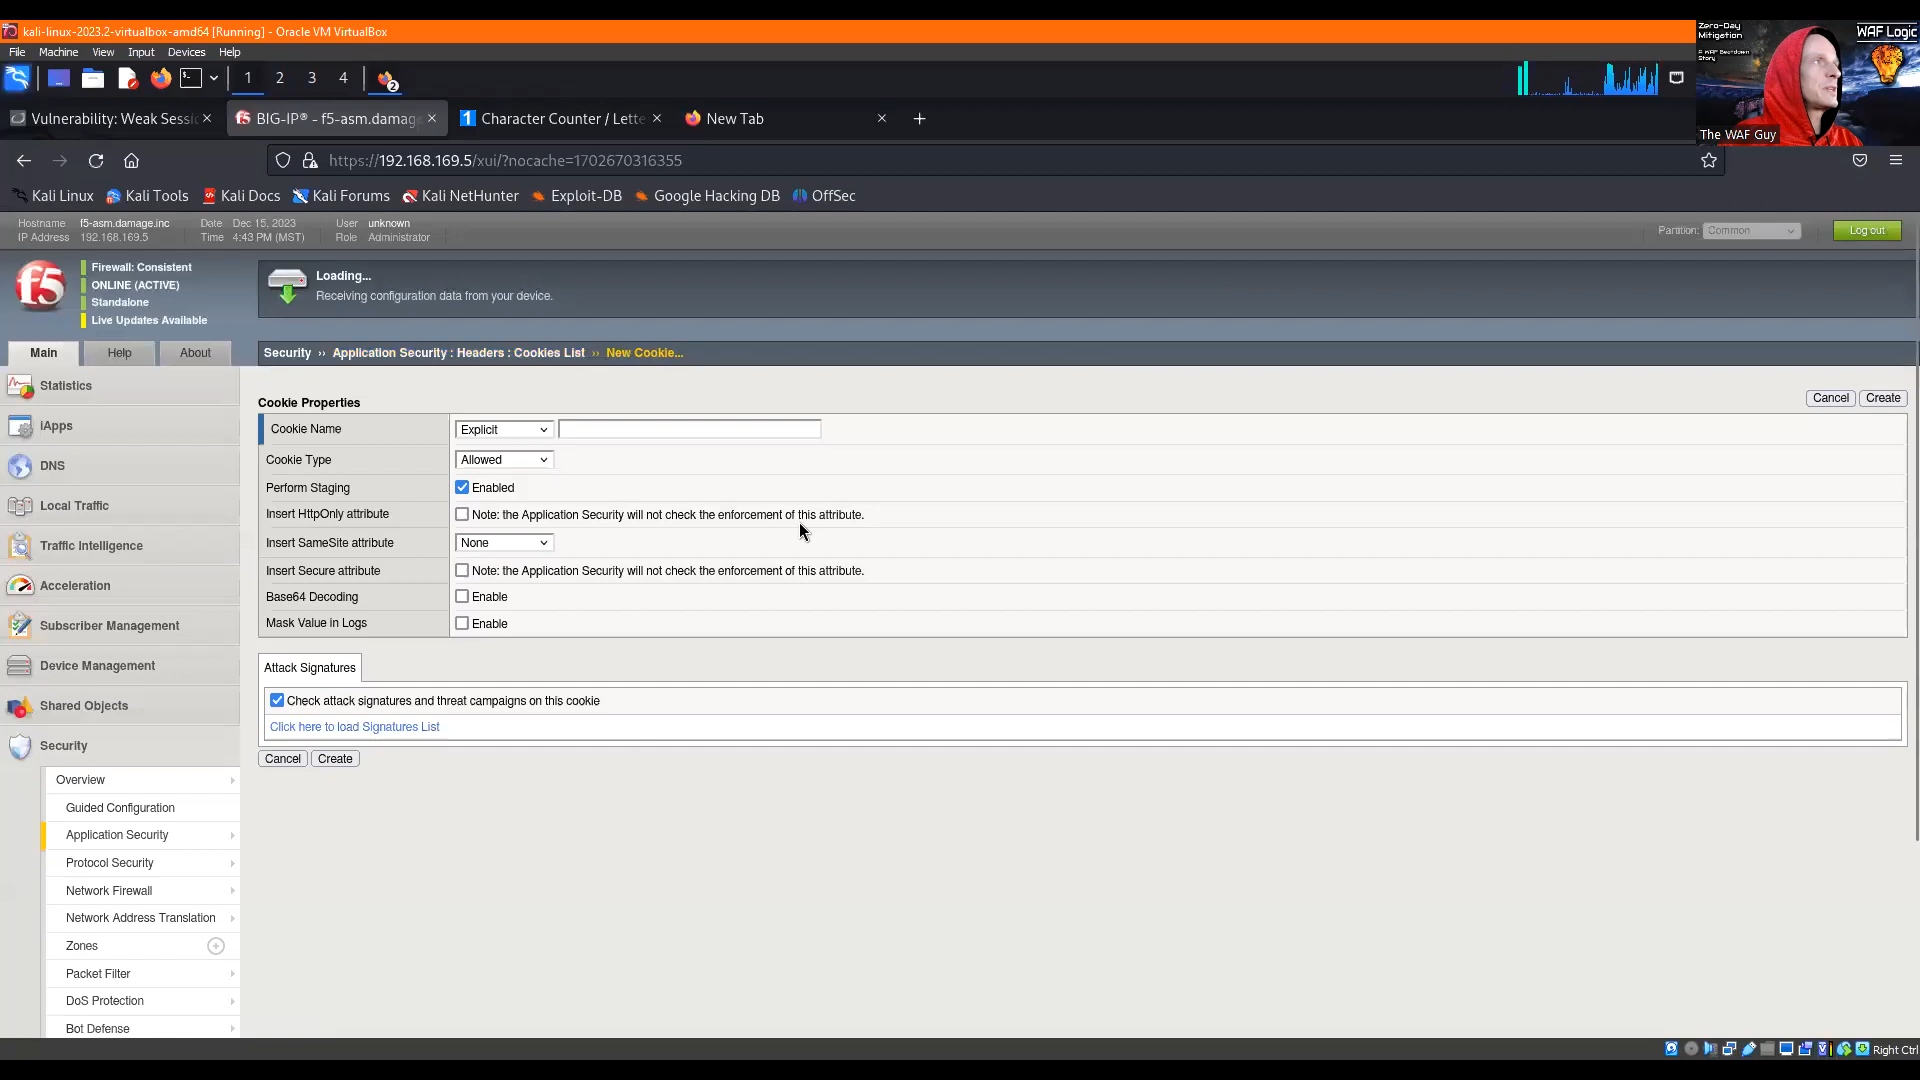 kali-linux-2023.2-virtualbox-amd64 [Running] - Oracle VM VirtualBox
File Machine View Input Devices Help
Zero-Day
Mitigation
A WAF Beatdown
Story
WAF Logic
The WAF Guy
1 2 3 4
2
Vulnerability: Weak Sessi
BIG-IP® - f5-asm.damage
Character Counter / Lette
New Tab
https://192.168.169.5/xui/?nocache=1702670316355
Kali Linux Kali Tools Kali Docs Kali Forums Kali NetHunter Exploit-DB Google Hacking DB OffSec
Hostname f5-asm.damage.inc Date Dec 15, 2023 User unknown
IP Address 192.168.169.5 Time 4:43 PM (MST) Role Administrator
Partition: Common
Log out
f5
Firewall: Consistent
ONLINE (ACTIVE)
Standalone
Live Updates Available
Loading...
Receiving configuration data from your device.
Main Help About
Security ›› Application Security : Headers : Cookies List ›› New Cookie...
Statistics
iApps
DNS
Local Traffic
Traffic Intelligence
Acceleration
Subscriber Management
Device Management
Shared Objects
Security
Overview
Guided Configuration
Application Security
Protocol Security
Network Firewall
Network Address Translation
Zones
Packet Filter
DoS Protection
Bot Defense
Cookie Properties
Cancel Create
Cookie Name Explicit
Cookie Type Allowed
Perform Staging Enabled
Insert HttpOnly attribute Note: the Application Security will not check the enforcement of this attribute.
Insert SameSite attribute None
Insert Secure attribute Note: the Application Security will not check the enforcement of this attribute.
Base64 Decoding Enable
Mask Value in Logs Enable
Attack Signatures
Check attack signatures and threat campaigns on this cookie
Click here to load Signatures List
Cancel Create
Right Ctrl